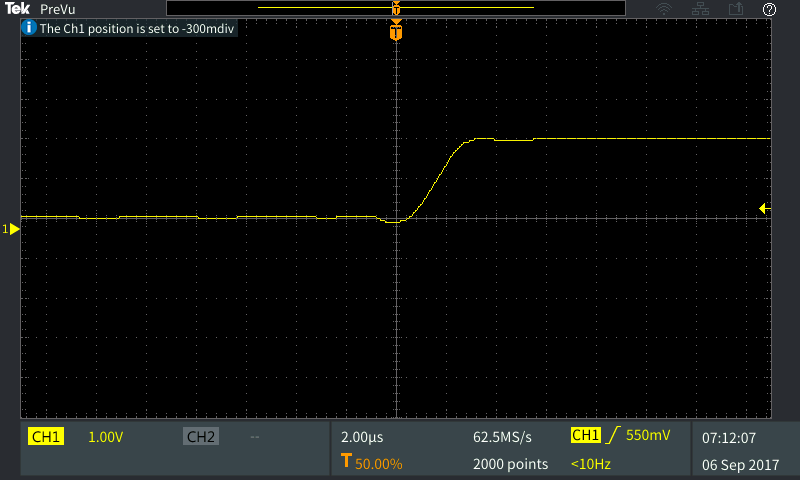 Tek PreVu
T
?
i The Ch1 position is set to -300mdiv
T
1
CH1 1.00V CH2 -- 2.00µs 62.5MS/s CH1 550mV 07:12:07
T 50.00% 2000 points <10Hz 06 Sep 2017